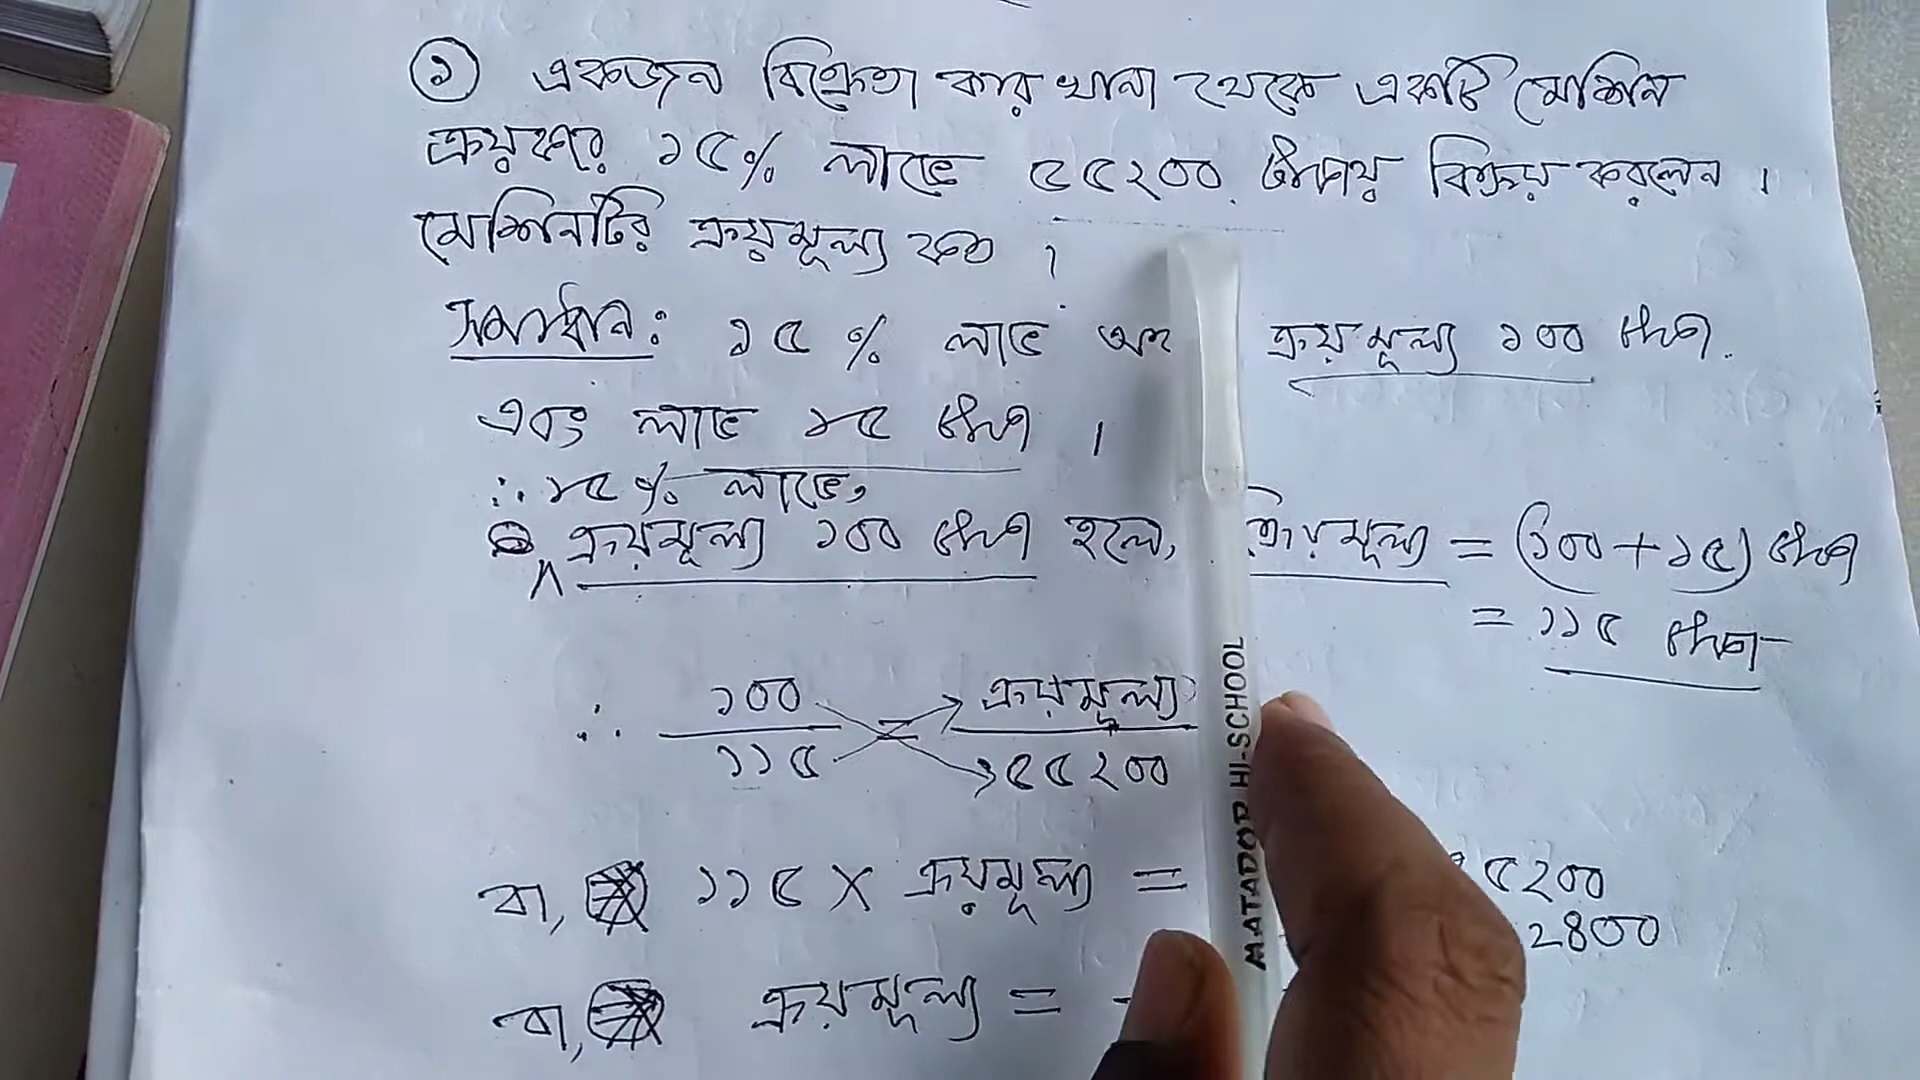 ১ একজন বিক্রেতা কারখানা থেকে একটি মেশিন
ক্রয় করে ১৫% লাভে ৫৫২০০ টাকায় বিক্রয় করলেন।
মেশিনটির ক্রয়মূল্য কত।
সমাধান: ১৫ % লাভে ক্রয়মূল্য ১০০ টাকা.
এবং লাভ ১৫ টাকা।
∴ ১৫% লাভে,
ক্রয়মূল্য ১০০ টাকা হলে, ক্রয়মূল্য = (১০০+১৫) টাকা
= ১১৫ টাকা
∴ ১০০/১১৫ = ক্রয়মূল্য/৫৫২০০
বা, ১১৫ X ক্রয়মূল্য = ৫২০০
2800
বা, ক্রয়মূল্য =
MATADOR HI-SCHOOL